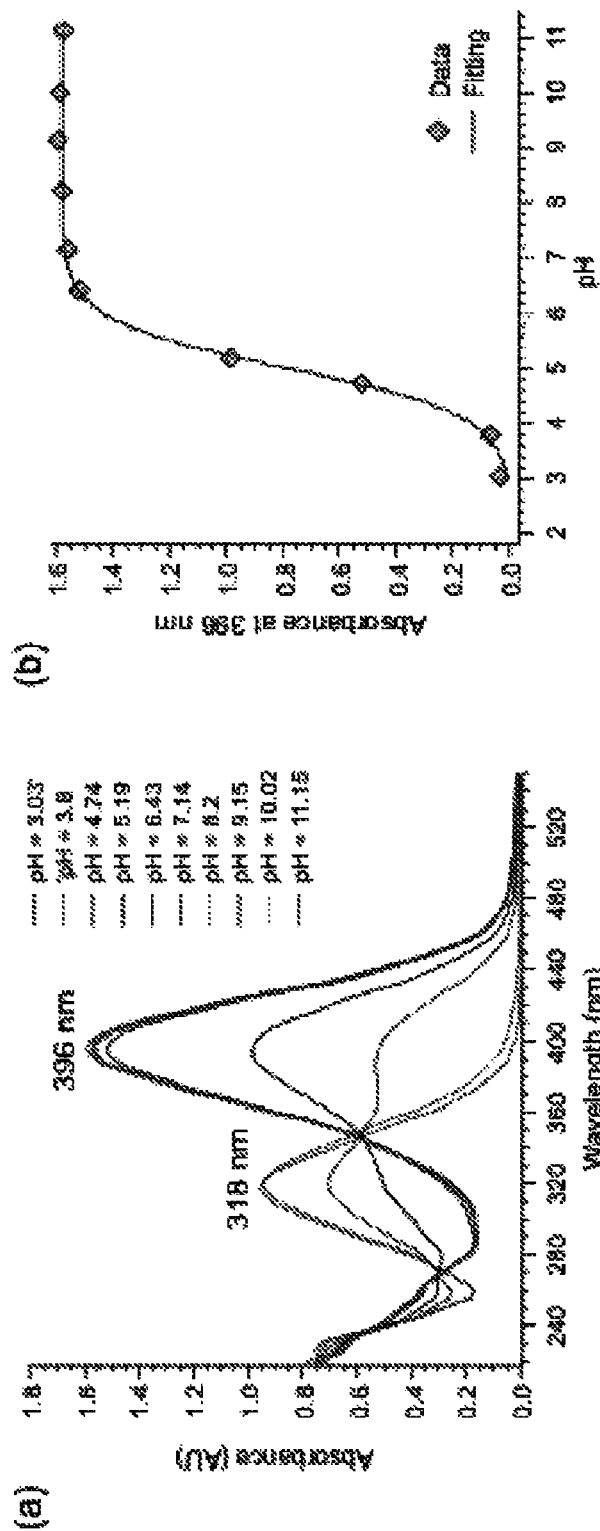 (a)
Absorbance (AU)
1.8
1.6
1.4
1.2
1.0
0.8
0.6
0.4
0.2
0.0
240 280 320 360 400 440 480 520
Wavelength (nm)
318 nm
396 nm
pH = 3.03
pH = 3.8
pH = 4.74
pH = 5.19
pH = 6.43
pH = 7.14
pH = 8.2
pH = 9.15
pH = 10.02
pH = 11.15
(b)
Absorbance at 396 nm
1.6
1.4
1.2
1.0
0.8
0.6
0.4
0.2
0.0
2 3 4 5 6 7 8 9 10 11
pH
Data
Fitting